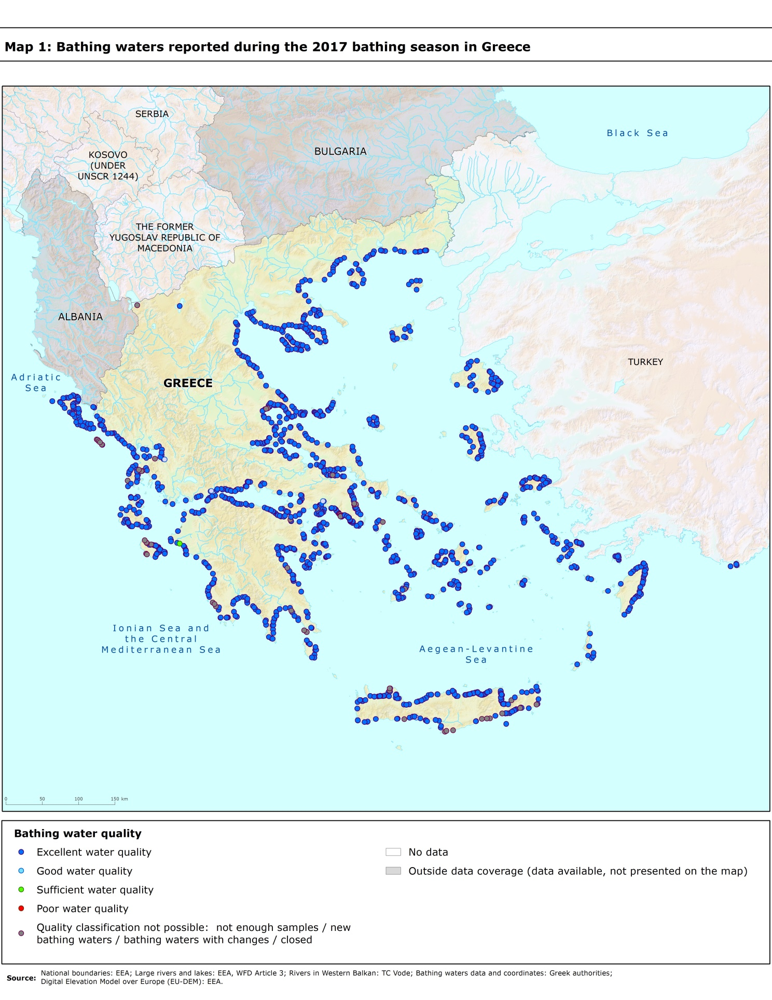 Map 1: Bathing waters reported during the 2017 bathing season in Greece
SERBIA
Black Sea
BULGARIA
KOSOVO
(UNDER
UNSCR 1244)
THE FORMER
YUGOSLAV REPUBLIC OF
MACEDONIA
ALBANIA
TURKEY
Adriatic
Sea
GREECE
Ionian Sea and
the Central
Mediterranean Sea
Aegean-Levantine
Sea
0 50 100 150 km
Bathing water quality
Excellent water quality
Good water quality
Sufficient water quality
Poor water quality
Quality classification not possible: not enough samples / new
bathing waters / bathing waters with changes / closed
No data
Outside data coverage (data available, not presented on the map)
Source: National boundaries: EEA; Large rivers and lakes: EEA, WFD Article 3; Rivers in Western Balkan: TC Vode; Bathing waters data and coordinates: Greek authorities;
Digital Elevation Model over Europe (EU-DEM): EEA.